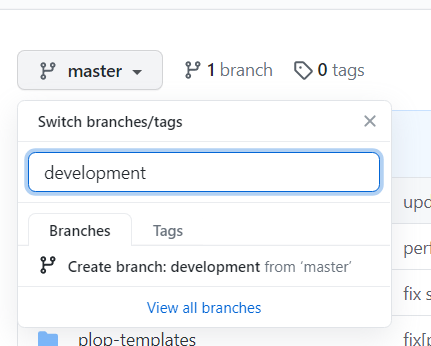 master 1 branch 0 tags
Switch branches/tags
development
Branches Tags
upd
Create branch: development from ‘master’
perf
fix s
View all branches
plop-templates fix[p